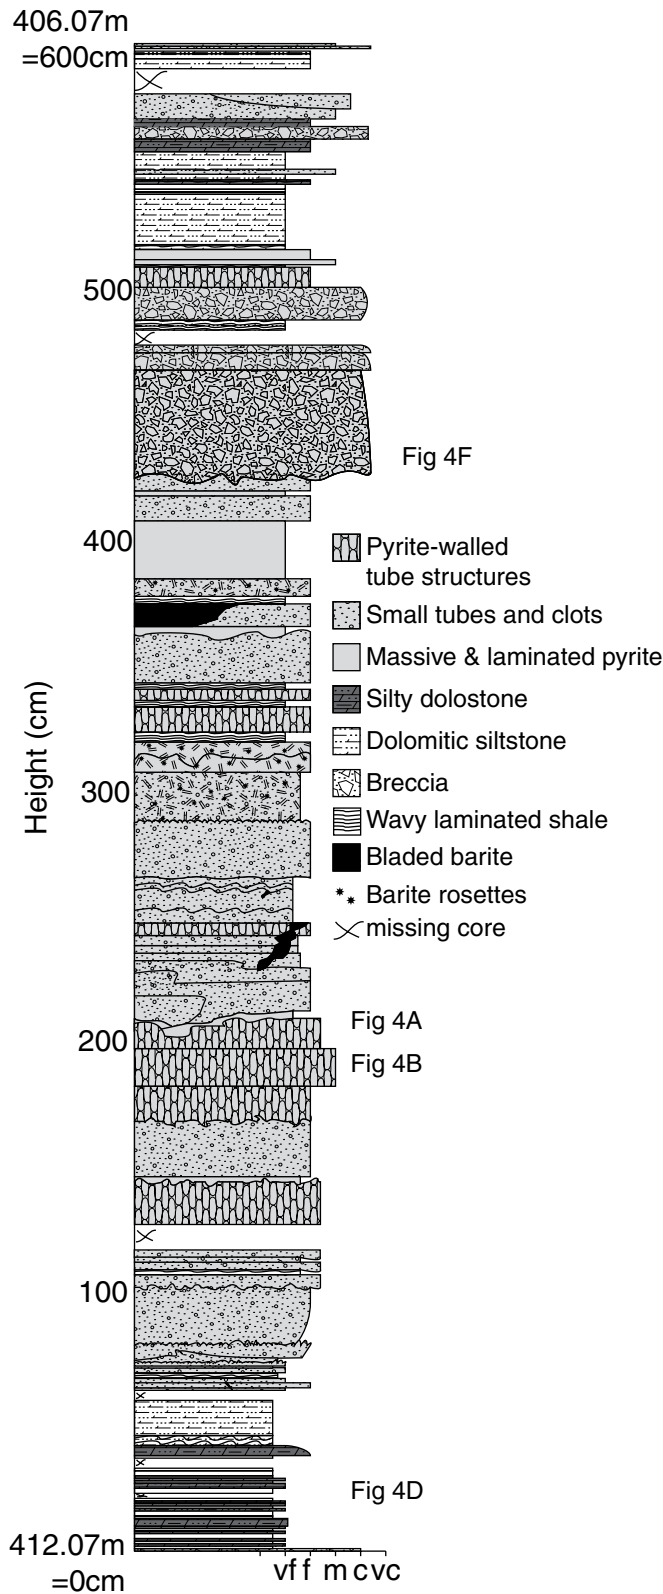 406.07m
=600cm
500
Fig 4F
400
Pyrite-walled
tube structures
Small tubes and clots
Massive & laminated pyrite
Silty dolostone
Dolomitic siltstone
Breccia
Wavy laminated shale
Bladed barite
Barite rosettes
missing core
Height (cm)
300
200
Fig 4A
Fig 4B
100
Fig 4D
412.07m
=0cm
vf f m c vc